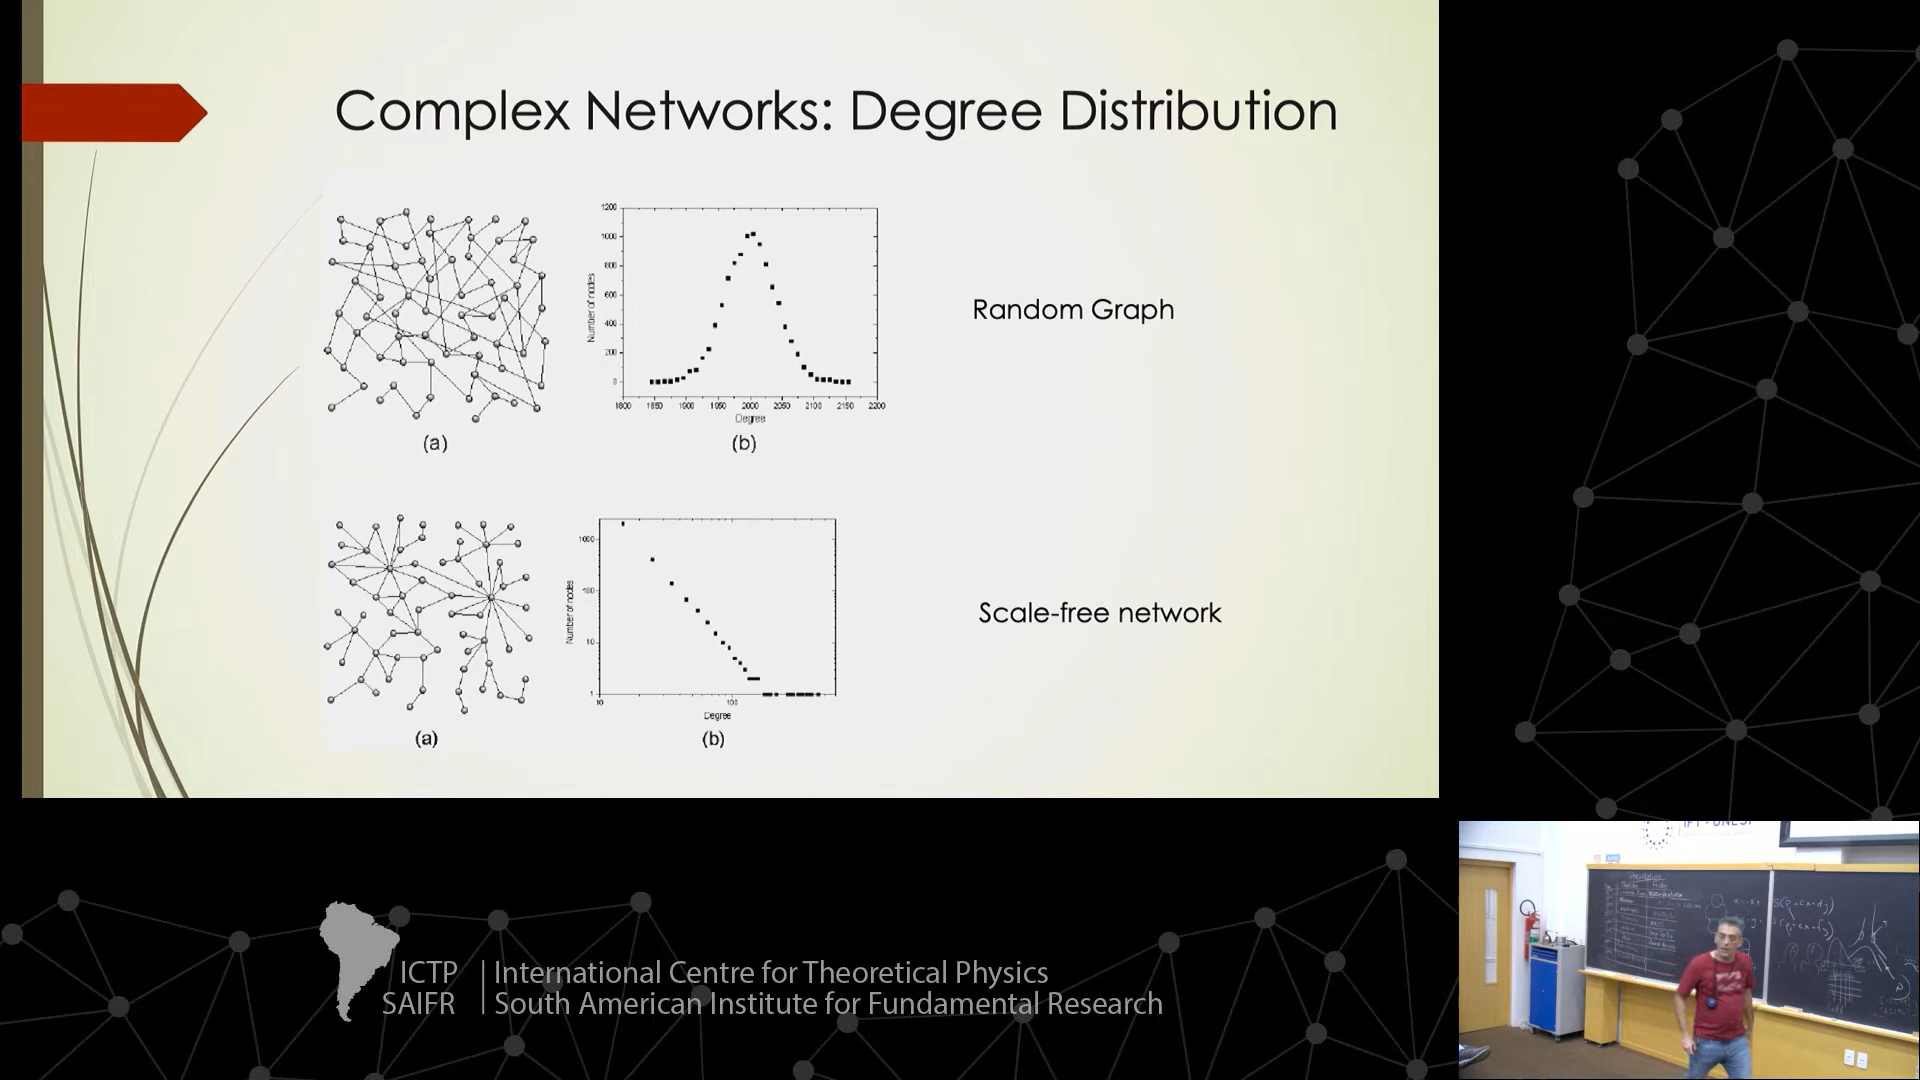 Complex Networks: Degree Distribution
1200
1000
800
600
400
200
0
Number of nodes
1800 1850 1900 1950 2000 2050 2100 2150 2200
Degree
(a)
(b)
Random Graph
1000
100
10
1
Number of nodes
10 100
Degree
(a)
(b)
Scale-free network
ICTP
SAIFR
International Centre for Theoretical Physics
South American Institute for Fundamental Research
IFT - UNESP